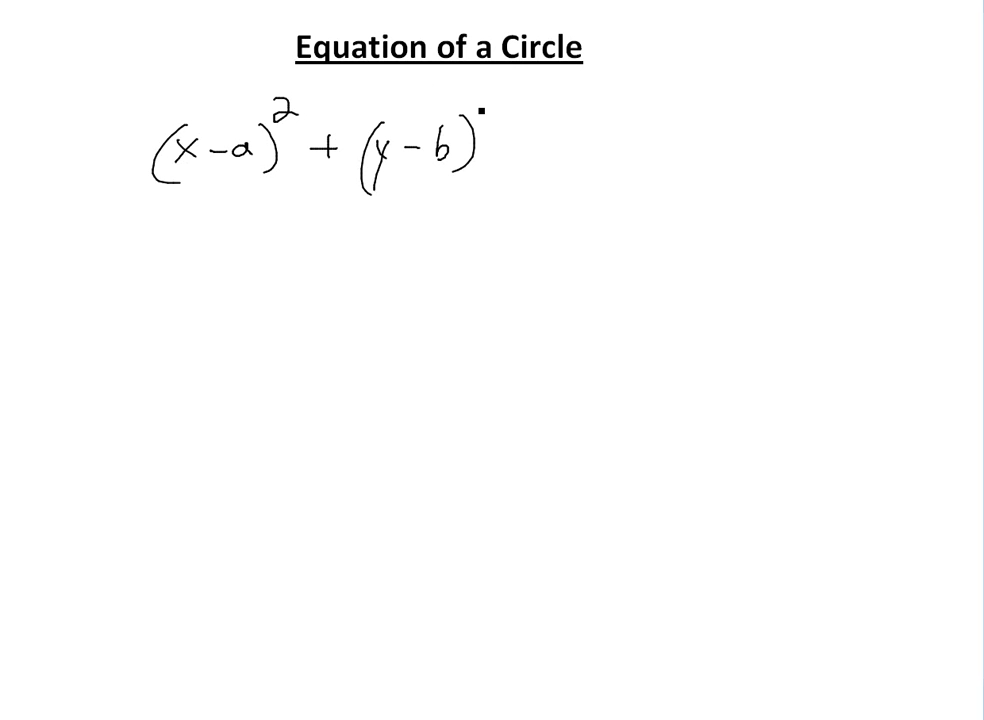 Equation of a Circle
(x-a)² + (y-b)